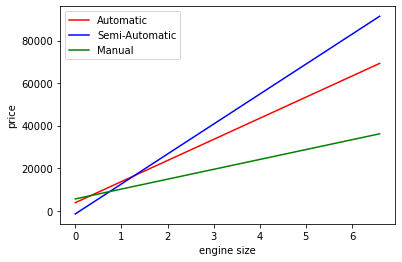 Automatic
Semi-Automatic
Manual
price
80000
60000
40000
20000
0
0 1 2 3 4 5 6
engine size